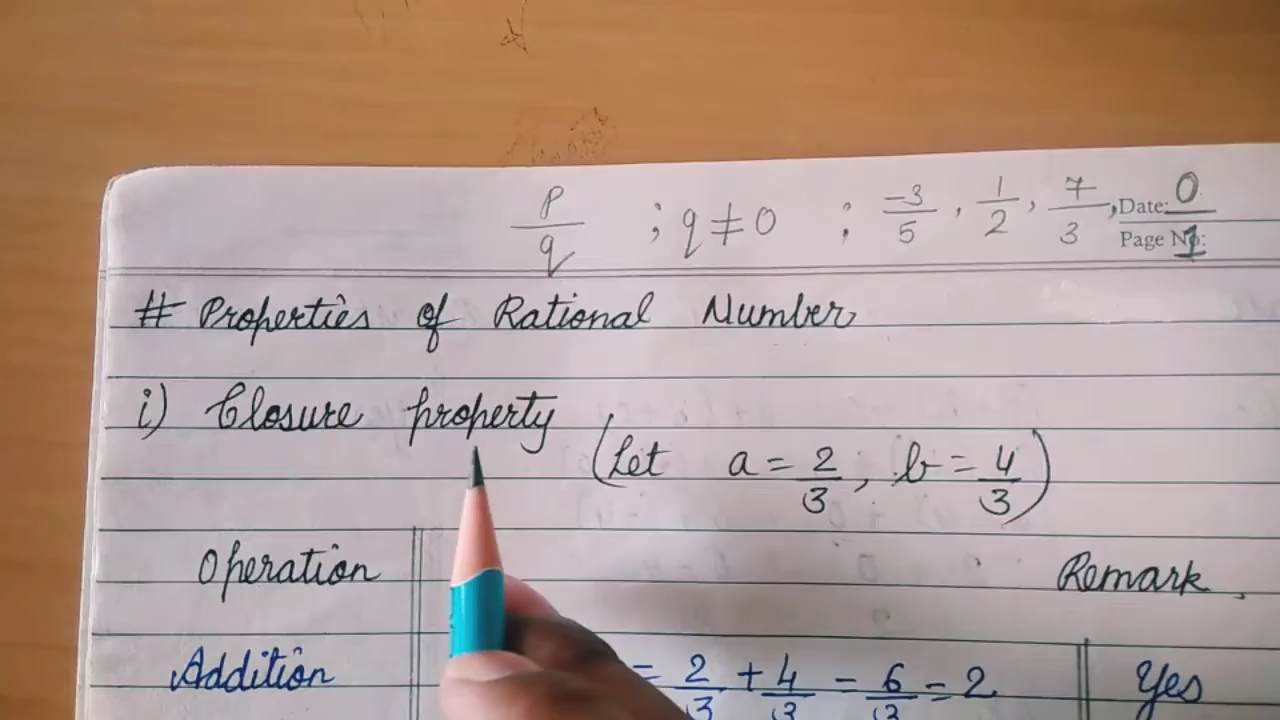 p/q ; q ≠ 0 ; -3/5, 1/2, 7/3, Date: 0
Page No: 1
# Properties of Rational Number
i) Closure property (Let a = 2/3, b = 4/3)
Operation Remark.
Addition = 2/3 + 4/3 = 6/3 = 2 Yes